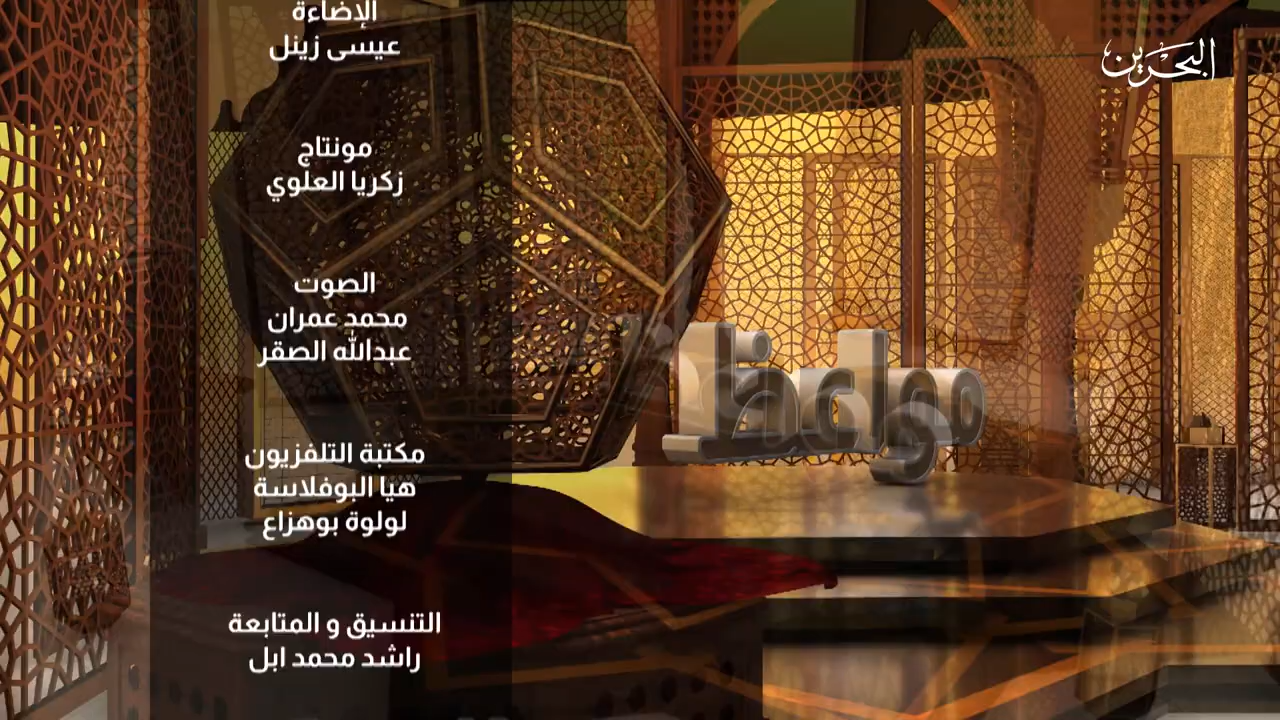 البحرين
الإضاءة
عيسى زينل
مونتاج
زكريا العلوي
الصوت
محمد عمران
عبدالله الصقر
مكتبة التلفزيون
هيا البوفلاسة
لولوة بوهزاع
التنسيق و المتابعة
راشد محمد ابل
مواعظ